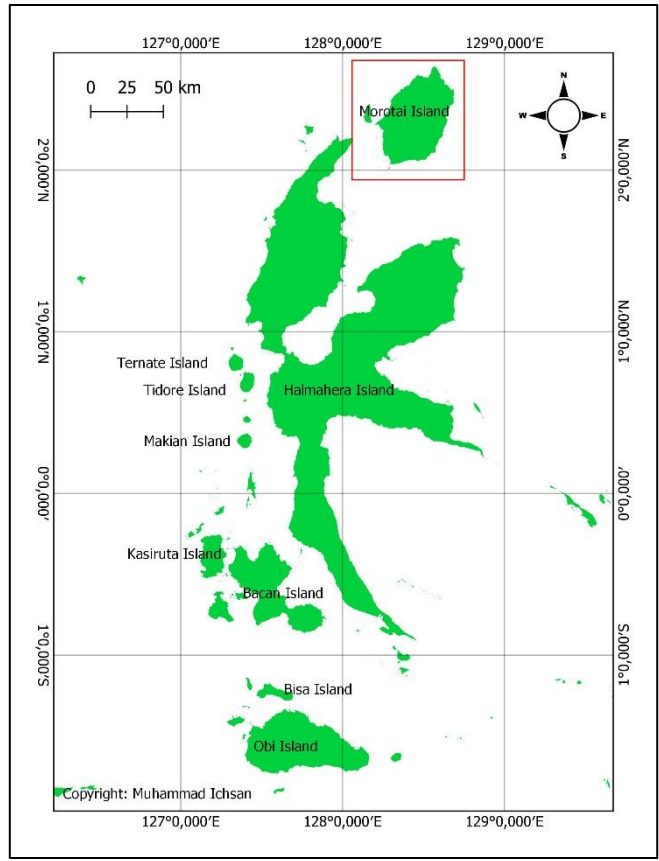 127°0,000′E 128°0,000′E 129°0,000′E
0 25 50 km
N
W E
S
Morotai Island
2°0,000′N 2°0,000′N
1°0,000′N 1°0,000′N
Ternate Island
Tidore Island Halmahera Island
Makian Island
0°0,000′ 0°0,000′
Kasiruta Island
Bacan Island
1°0,000′S 1°0,000′S
Bisa Island
Obi Island
Copyright: Muhammad Ichsan
127°0,000′E 128°0,000′E 129°0,000′E